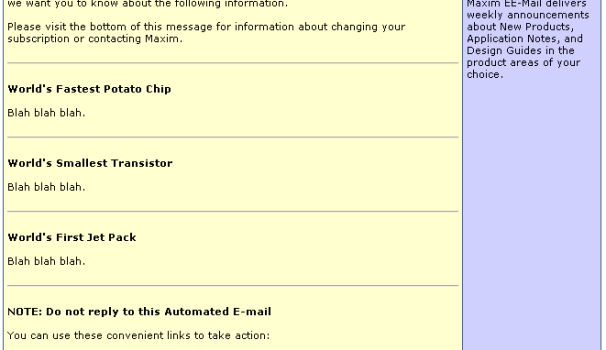 we want you to know about the following information.
Please visit the bottom of this message for information about changing your
subscription or contacting Maxim.
World's Fastest Potato Chip
Blah blah blah.
World's Smallest Transistor
Blah blah blah.
World's First Jet Pack
Blah blah blah.
NOTE: Do not reply to this Automated E-mail
You can use these convenient links to take action:
Maxim EE-Mail delivers
weekly announcements
about New Products,
Application Notes, and
Design Guides in the
product areas of your
choice.